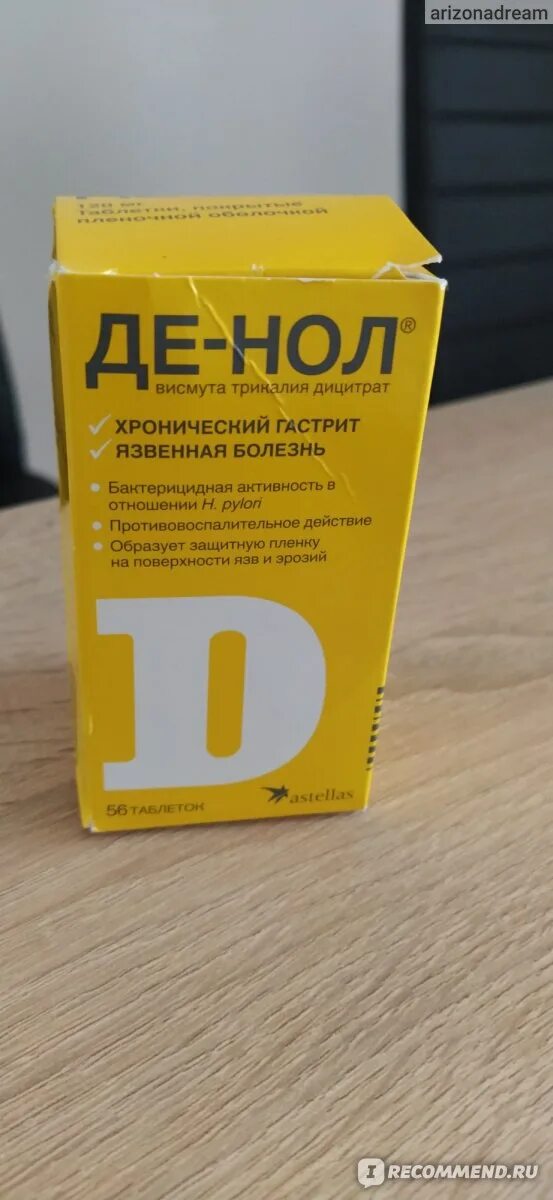 arizonadream
120 мг
таблетки, покрытые
пленочной оболочкой
ДЕ-НОЛ®
висмута трикалия дицитрат
ХРОНИЧЕСКИЙ ГАСТРИТ
ЯЗВЕННАЯ БОЛЕЗНЬ
Бактерицидная активность в
отношении H. pylori
Противовоспалительное действие
Образует защитную пленку
на поверхности язв и эрозий
D
56 ТАБЛЕТОК
astellas
IRECOMMEND.RU